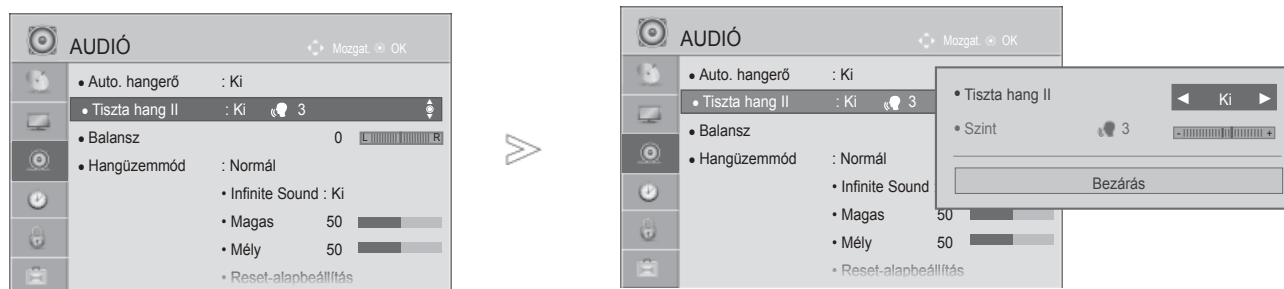 AUDIÓ Mozgat. OK
• Auto. hangerő : Ki
• Tiszta hang II : Ki 3
• Balansz 0 L R
• Hangüzemmód : Normál
• Infinite Sound : Ki
• Magas 50
• Mély 50
• Reset-alapbeállítás
AUDIÓ Mozgat. OK
• Auto. hangerő : Ki
• Tiszta hang II : Ki 3
• Balansz
• Hangüzemmód : Normál
• Infinite Sound :
• Magas 50
• Mély 50
• Reset-alapbeállítás
• Tiszta hang II ◀ Ki ▶
• Szint 3 - +
Bezárás